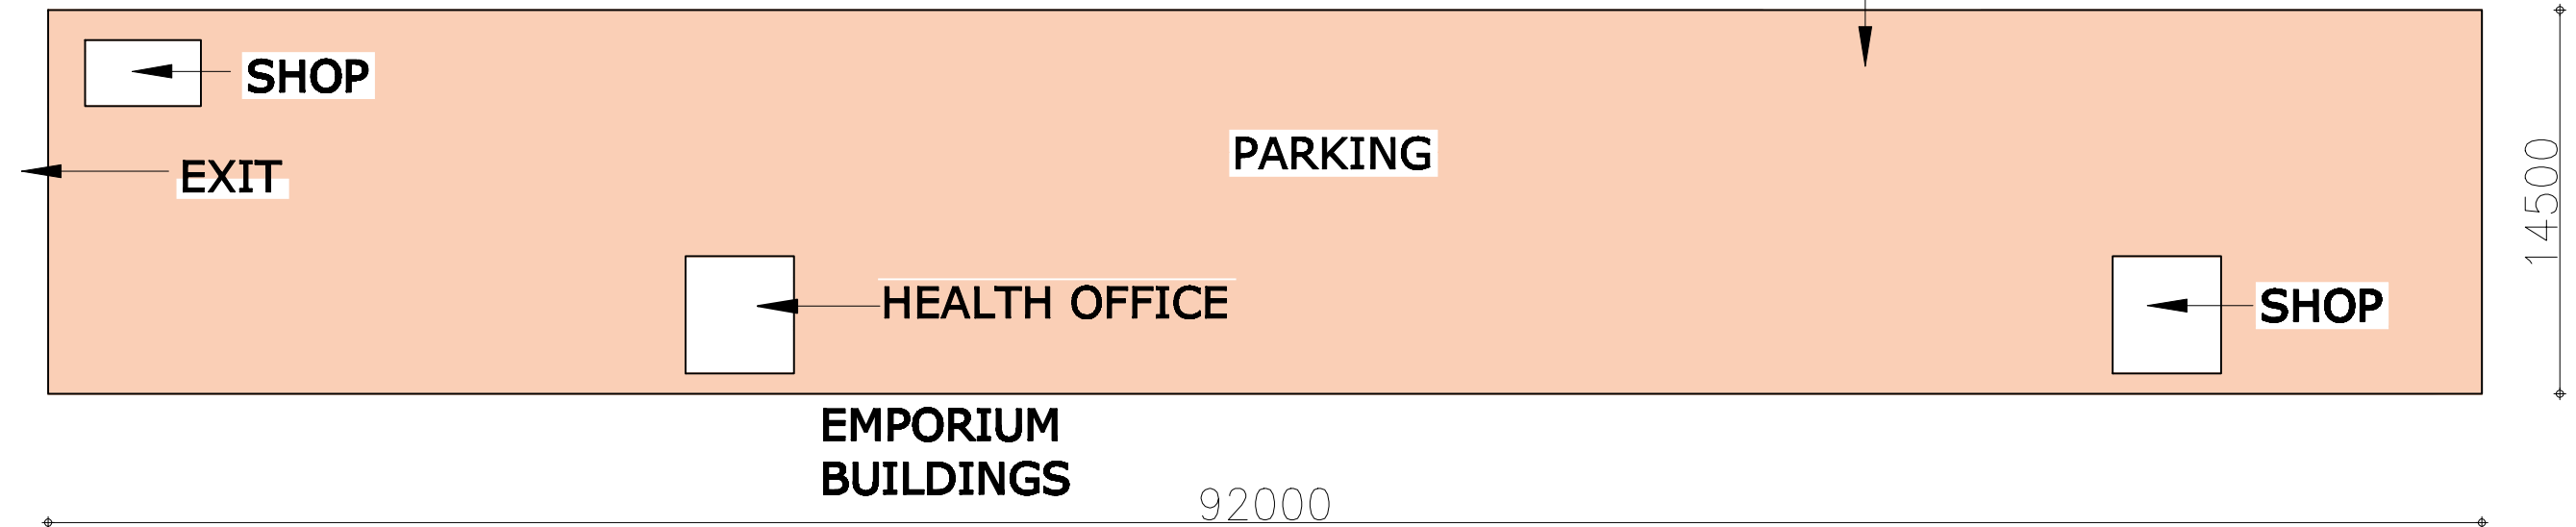 SHOP
EXIT
PARKING
HEALTH OFFICE
SHOP
14500
EMPORIUM
BUILDINGS
92000